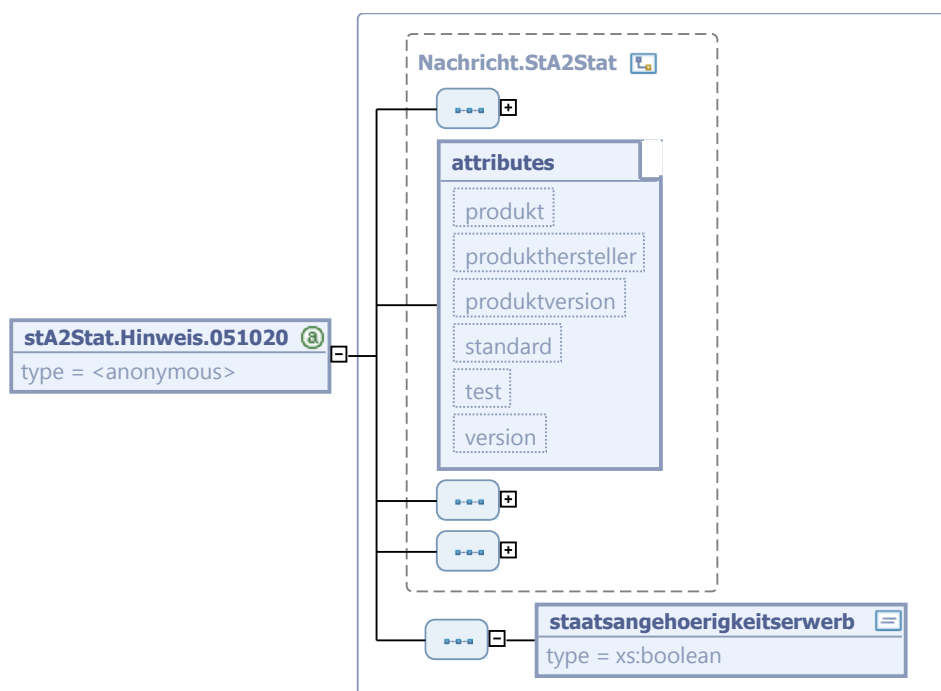 Nachricht.StA2Stat
attributes
produkt
produkthersteller
produktversion
standard
test
version
stA2Stat.Hinweis.051020
type = <anonymous>
staatsangehoerigkeitserwerb
type = xs:boolean